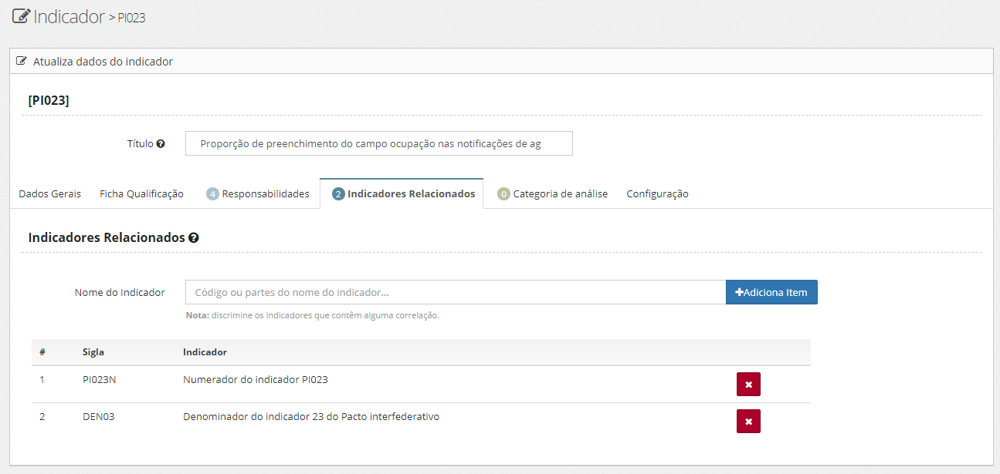 Indicador > PI023
Atualiza dados do indicador
[PI023]
Título
Proporção de preenchimento do campo ocupação nas notificações de ag
Dados Gerais Ficha Qualificação 4 Responsabilidades 2 Indicadores Relacionados 0 Categoria de análise Configuração
Indicadores Relacionados
Nome do Indicador Código ou partes do nome do indicador... Adiciona Item
Nota: discrimine os indicadores que contêm alguma correlação.
# Sigla Indicador
1 PI023N Numerador do indicador PI023
2 DEN03 Denominador do indicador 23 do Pacto interfederativo